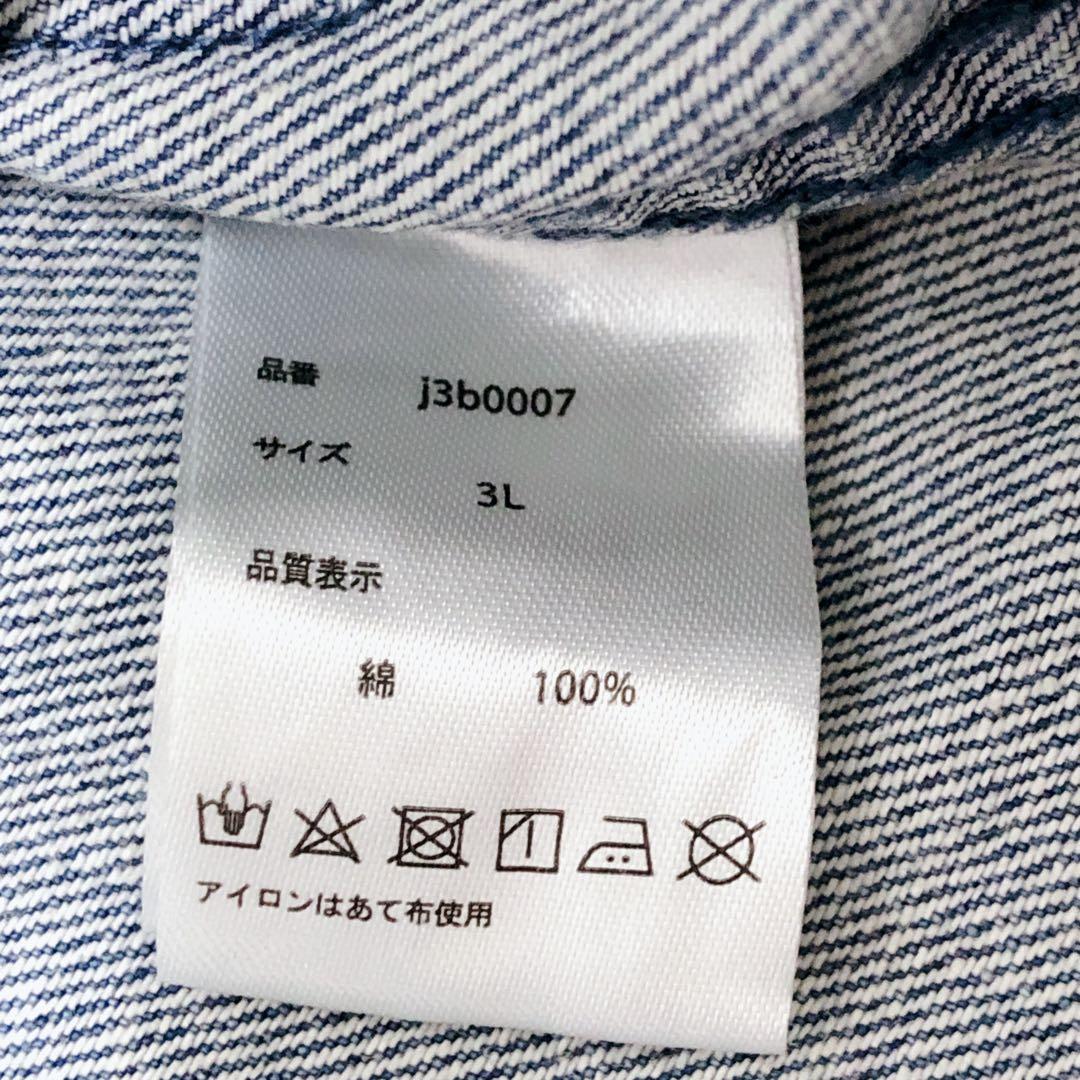 品番 j3b0007
サイズ
3L
品質表示
綿 100%
アイロンはあて布使用